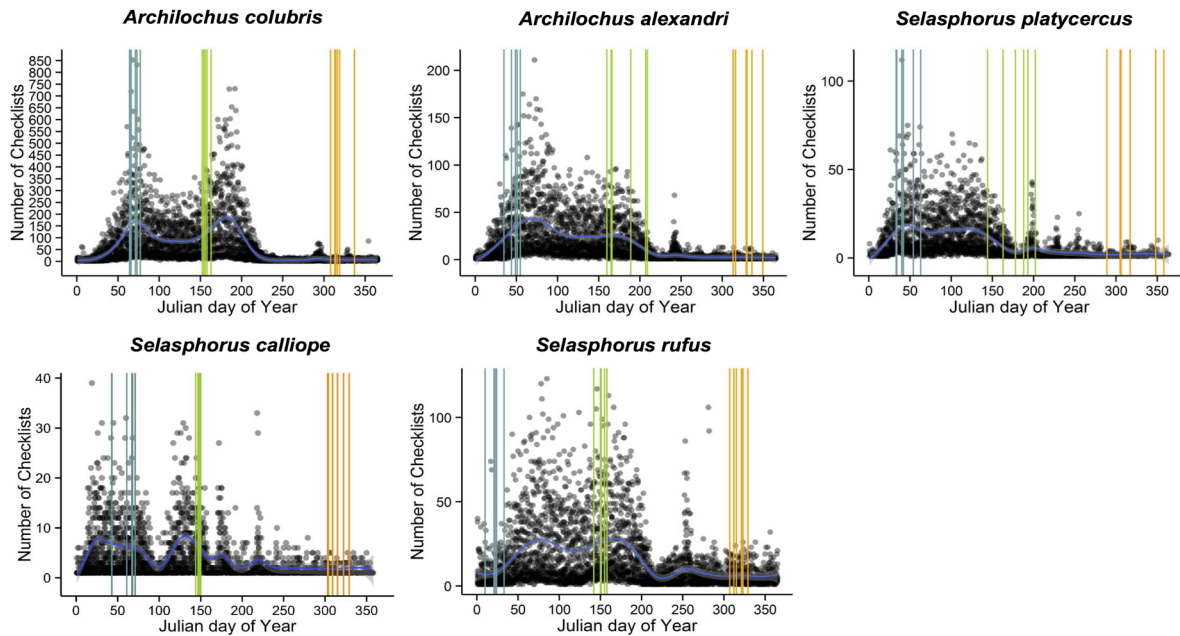 Archilochus colubris
Archilochus alexandri
Selasphorus platycercus
Number of Checklists
850
800
750
700
650
600
550
500
450
400
350
300
250
200
150
100
50
0
0 50 100 150 200 250 300 350
Julian day of Year
Number of Checklists
200
150
100
50
0
0 50 100 150 200 250 300 350
Julian day of Year
Number of Checklists
100
50
0
0 50 100 150 200 250 300 350
Julian day of Year
Selasphorus calliope
Selasphorus rufus
Number of Checklists
40
30
20
10
0
0 50 100 150 200 250 300 350
Julian day of Year
Number of Checklists
100
50
0
0 50 100 150 200 250 300 350
Julian day of Year